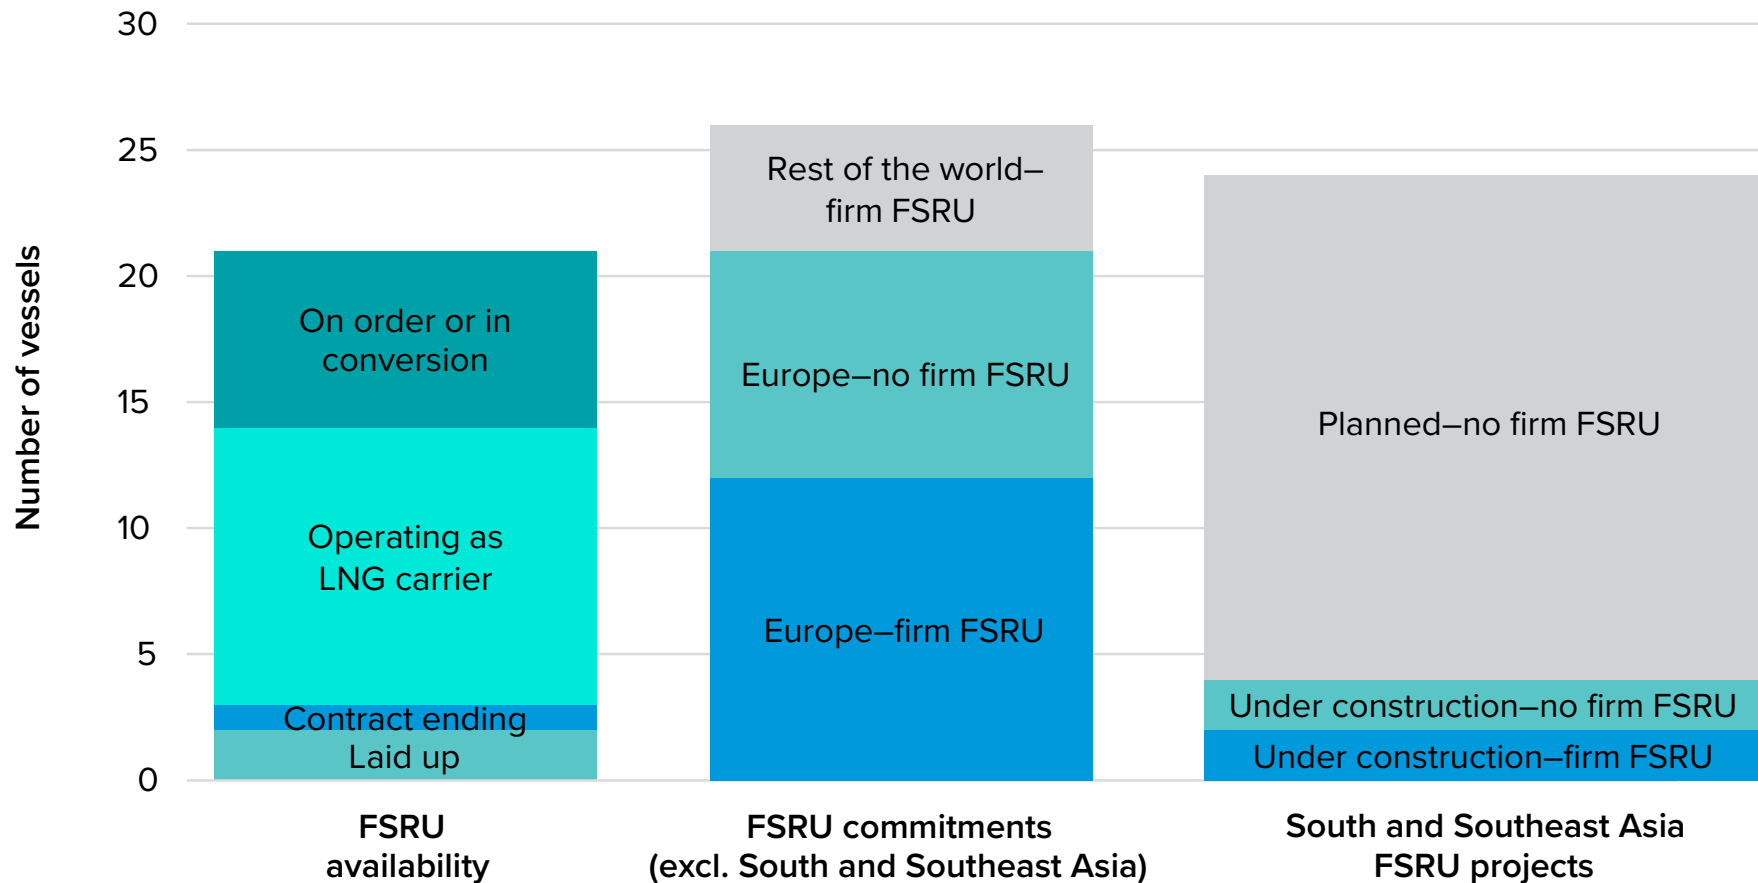 Number of vessels
30
25
20
15
10
5
0
On order or in
conversion
Operating as
LNG carrier
Contract ending
Laid up
Rest of the world–
firm FSRU
Europe–no firm FSRU
Europe–firm FSRU
Planned–no firm FSRU
Under construction–no firm FSRU
Under construction–firm FSRU
FSRU
availability
FSRU commitments
(excl. South and Southeast Asia)
South and Southeast Asia
FSRU projects